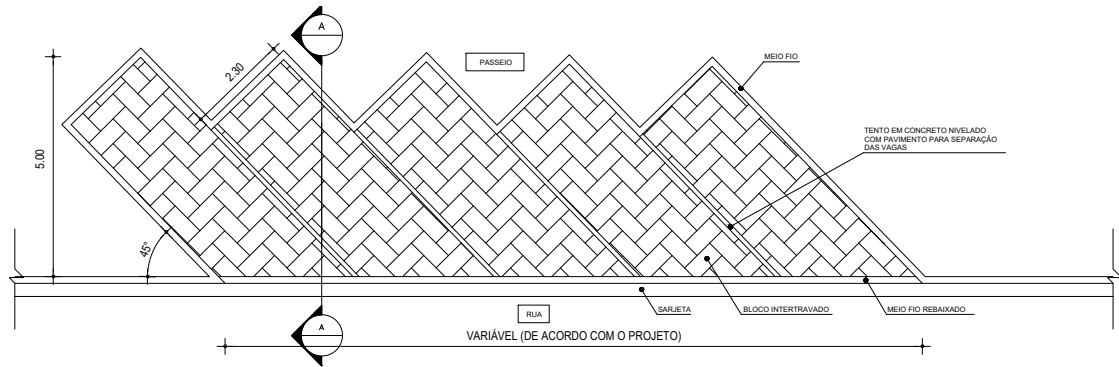 A
PASSEIO
MEIO FIO
2.30
TENTO EM CONCRETO NIVELADO
COM PAVIMENTO PARA SEPARAÇÃO
DAS VAGAS
5.00
45°
SARJETA
BLOCO INTERTRAVADO
MEIO FIO REBAIXADO
RUA
A
VARIÁVEL (DE ACORDO COM O PROJETO)